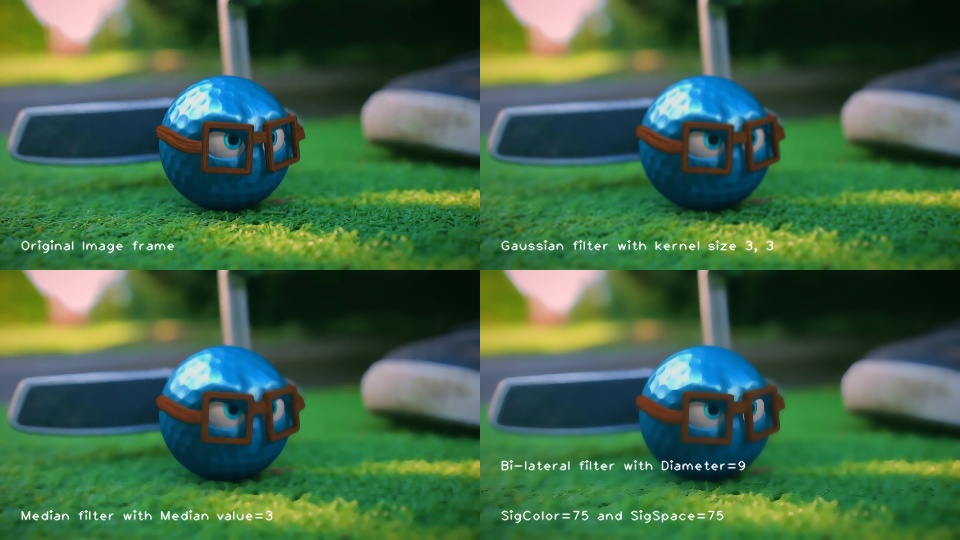 Original Image frame
Gaussian filter with kernel size 3, 3
Median filter with Median value=3
Bi-lateral filter with Diameter=9
SigColor=75 and SigSpace=75